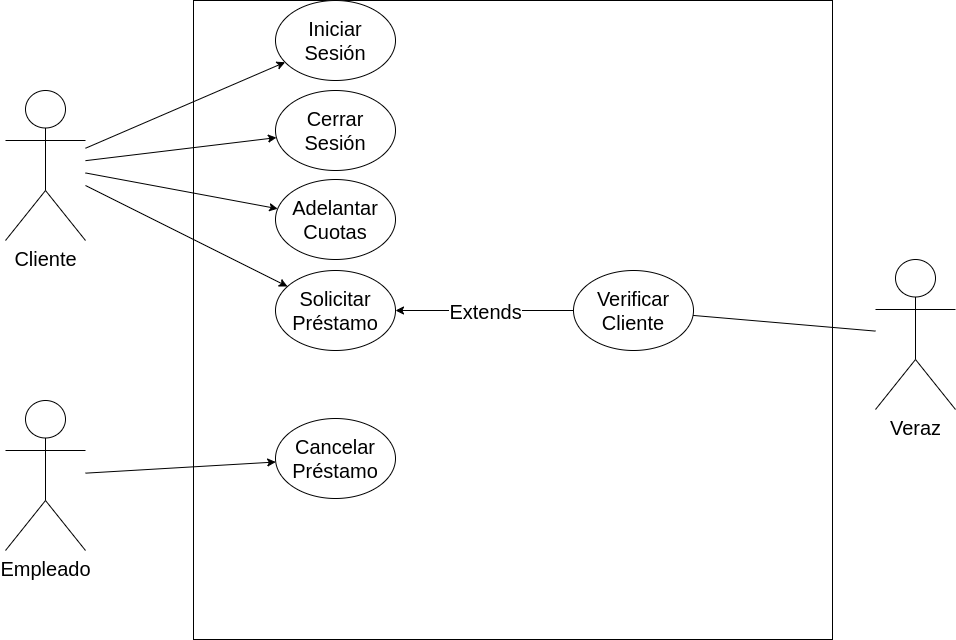 Iniciar
Sesión
Cerrar
Sesión
Cliente
Adelantar
Cuotas
Solicitar
Préstamo
Extends
Verificar
Cliente
Veraz
Cancelar
Préstamo
Empleado